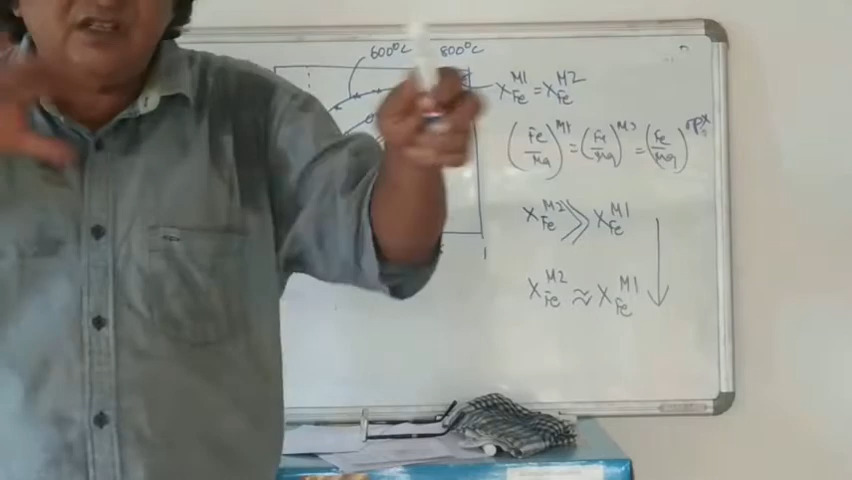 600°C 800°C
X_Fe^M1 = X_Fe^M2
(Fe/Mg)^M1 = (Fe/Mg)^M2 = (Fe/Mg)^opx
X_Fe^M2 >> X_Fe^M1
X_Fe^M2 ≈ X_Fe^M1